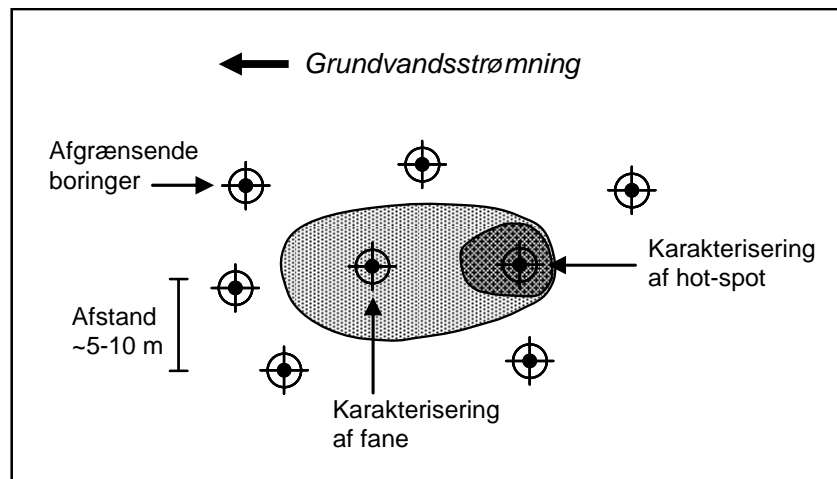 Grundvandsstrømning
Afgrænsende
boringer
Karakterisering
af hot-spot
Afstand
~5-10 m
Karakterisering
af fane